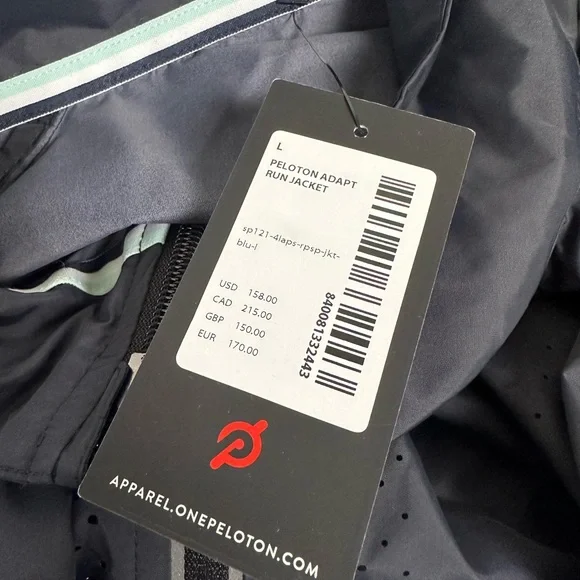 L
PELOTON ADAPT
RUN JACKET
sp121-4laps-rpsp-jkt-
blu-l
USD 158.00
CAD 215.00
GBP 150.00
EUR 170.00
840081332443
APPAREL.ONEPELOTON.COM